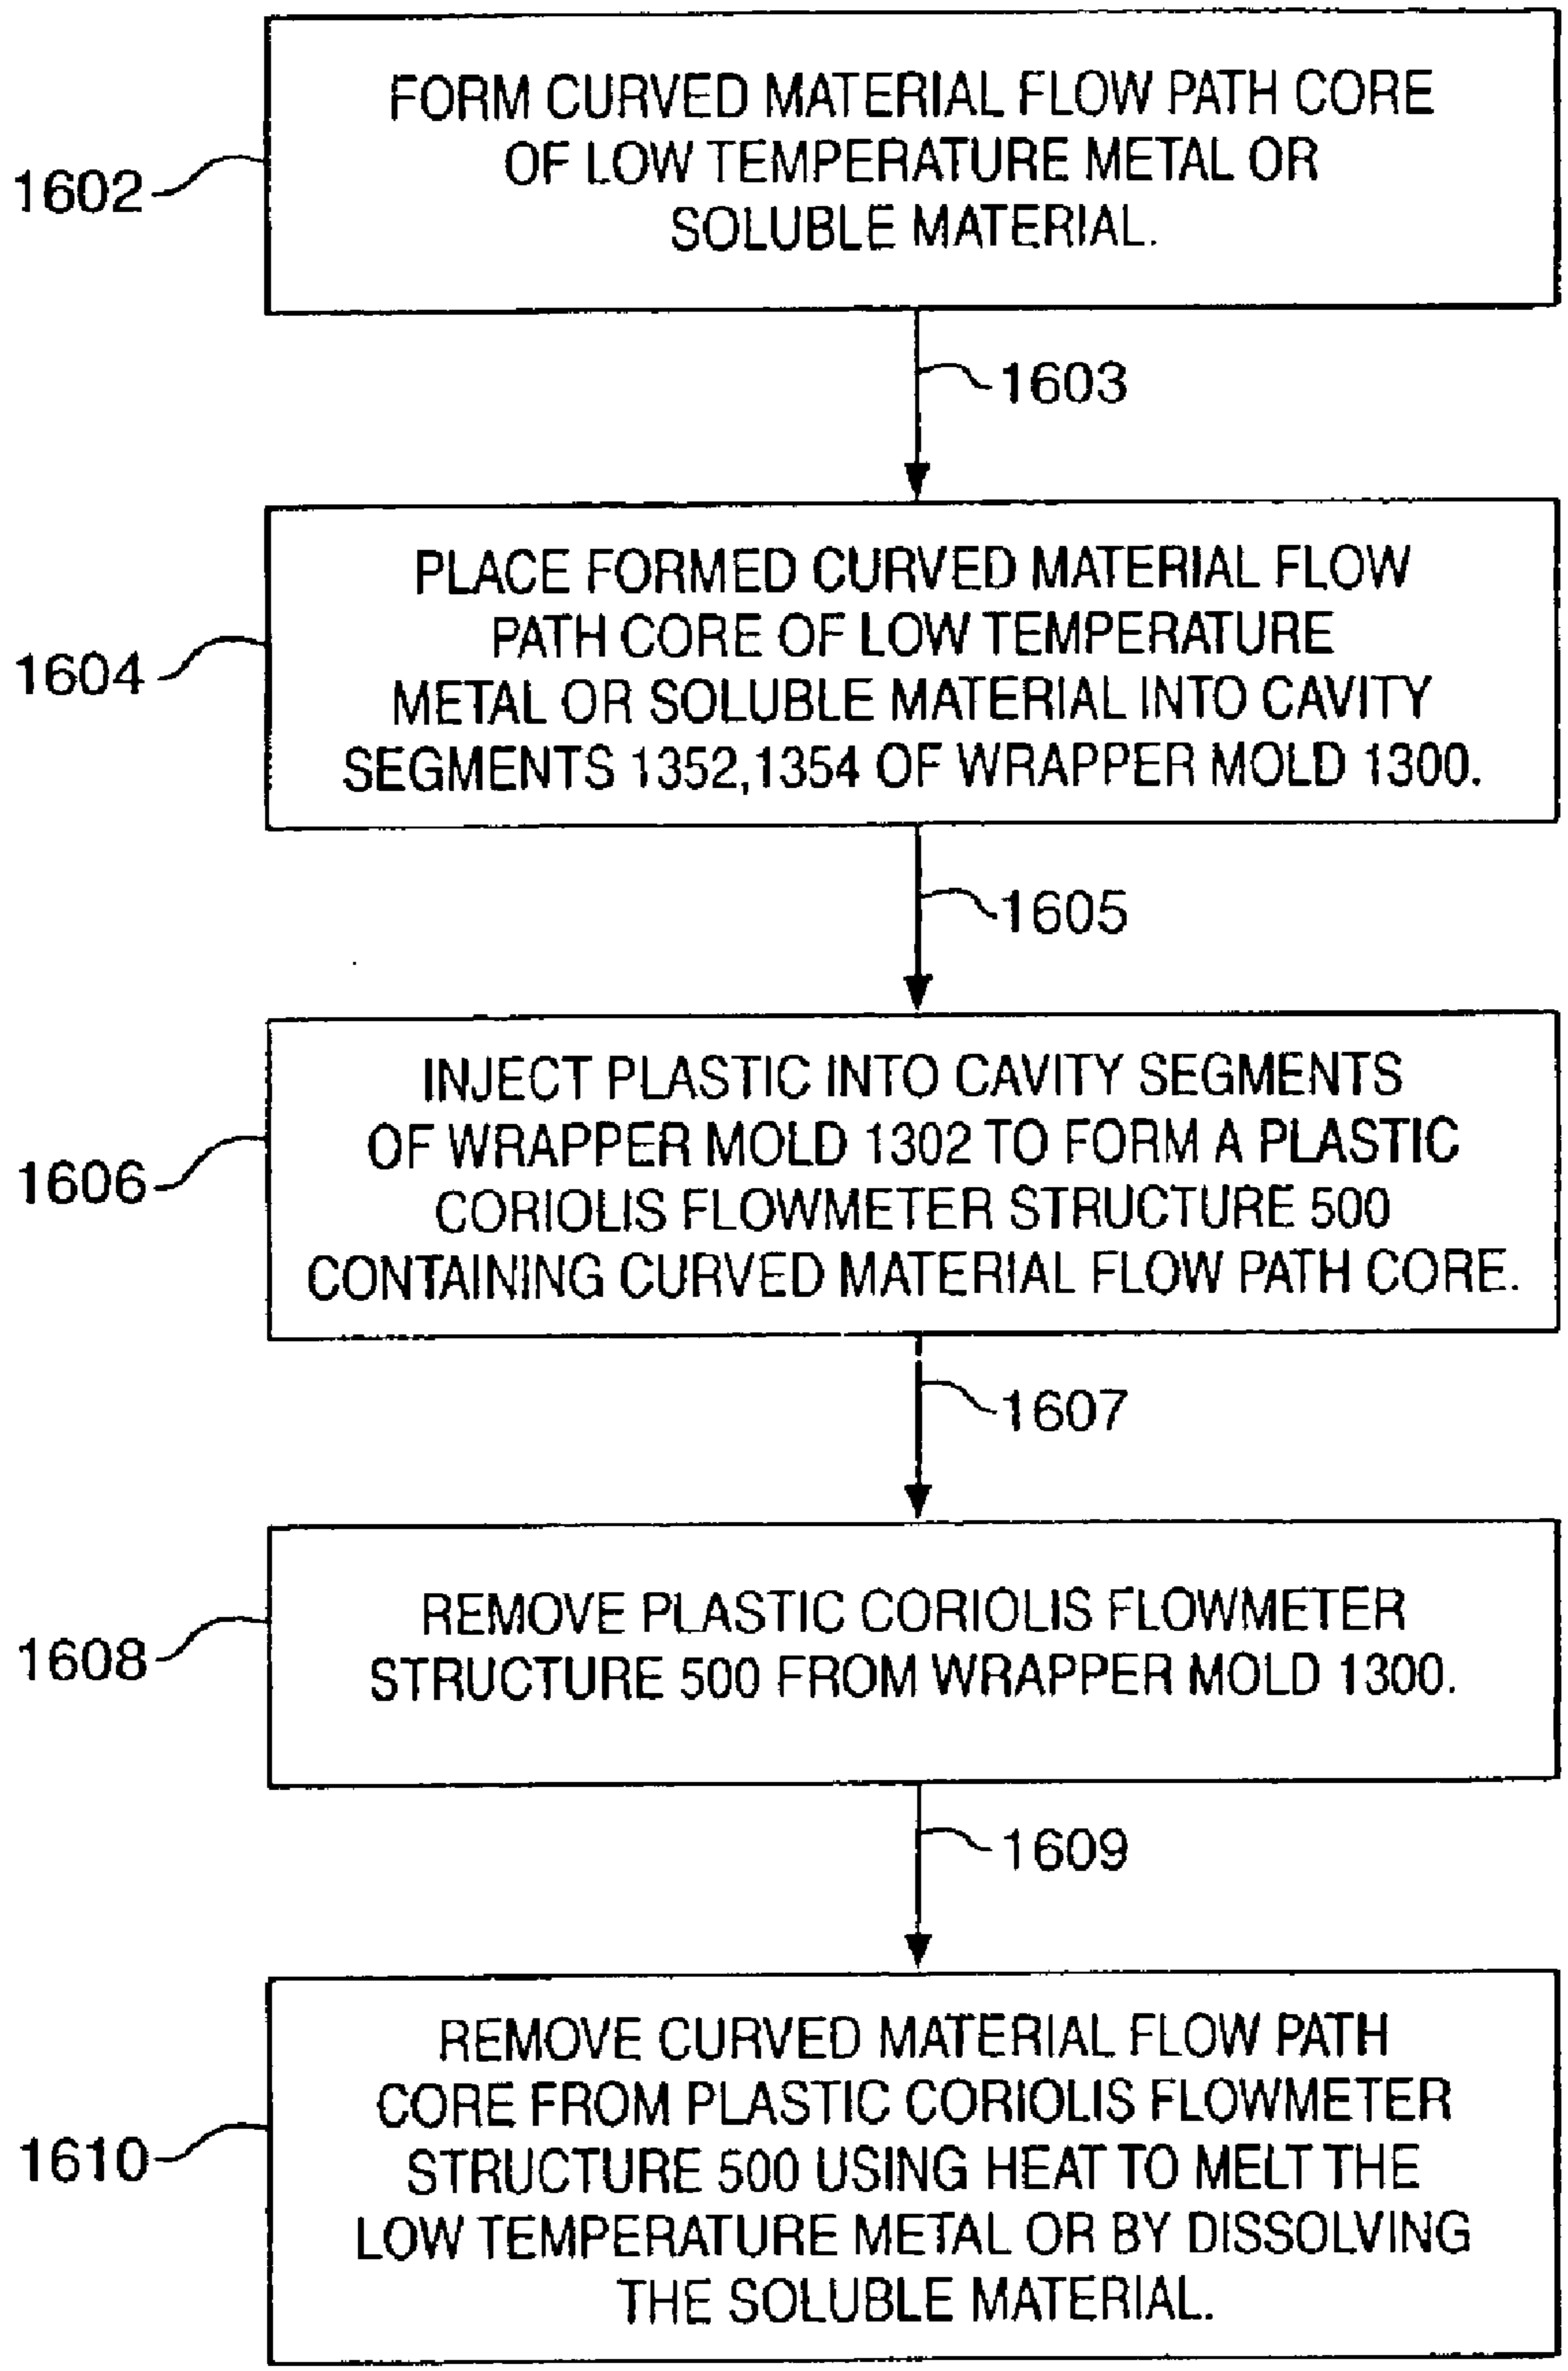 FORM CURVED MATERIAL FLOW PATH CORE
OF LOW TEMPERATURE METAL OR
SOLUBLE MATERIAL.
1602
1603
PLACE FORMED CURVED MATERIAL FLOW
PATH CORE OF LOW TEMPERATURE
METAL OR SOLUBLE MATERIAL INTO CAVITY
SEGMENTS 1352,1354 OF WRAPPER MOLD 1300.
1604
1605
INJECT PLASTIC INTO CAVITY SEGMENTS
OF WRAPPER MOLD 1302 TO FORM A PLASTIC
CORIOLIS FLOWMETER STRUCTURE 500
CONTAINING CURVED MATERIAL FLOW PATH CORE.
1606
1607
REMOVE PLASTIC CORIOLIS FLOWMETER
STRUCTURE 500 FROM WRAPPER MOLD 1300.
1608
1609
REMOVE CURVED MATERIAL FLOW PATH
CORE FROM PLASTIC CORIOLIS FLOWMETER
STRUCTURE 500 USING HEAT TO MELT THE
LOW TEMPERATURE METAL OR BY DISSOLVING
THE SOLUBLE MATERIAL.
1610